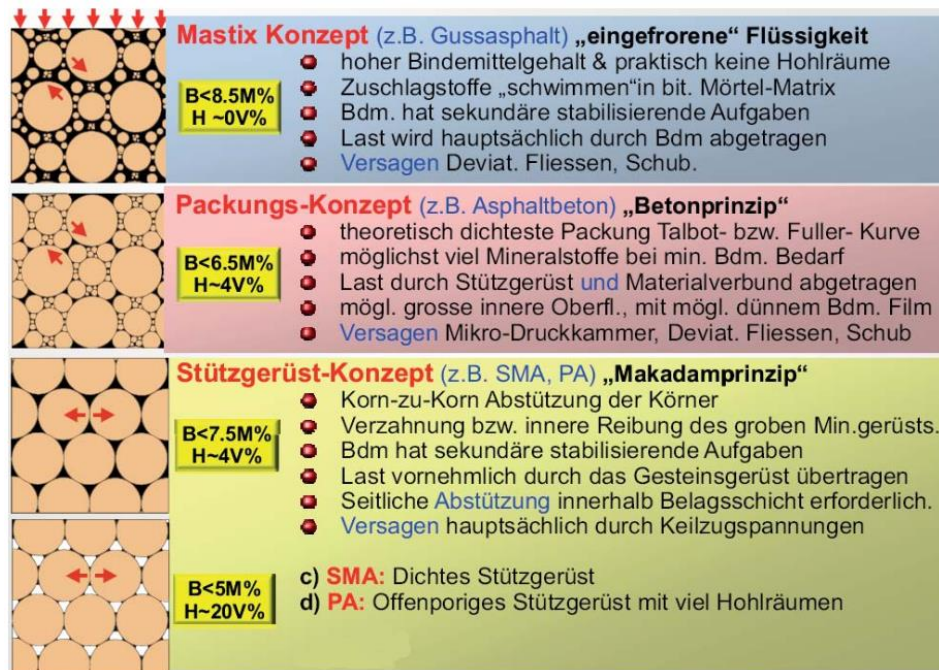 Mastix Konzept (z.B. Gussasphalt) „eingefrorene“ Flüssigkeit
B<8.5M%
H ~0V%
hoher Bindemittelgehalt & praktisch keine Hohlräume
Zuschlagstoffe „schwimmen“in bit. Mörtel-Matrix
Bdm. hat sekundäre stabilisierende Aufgaben
Last wird hauptsächlich durch Bdm abgetragen
Versagen Deviat. Fliessen, Schub.
Packungs-Konzept (z.B. Asphaltbeton) „Betonprinzip“
B<6.5M%
H~4V%
theoretisch dichteste Packung Talbot- bzw. Fuller- Kurve
möglichst viel Mineralstoffe bei min. Bdm. Bedarf
Last durch Stützgerüst und Materialverbund abgetragen
mögl. grosse innere Oberfl., mit mögl. dünnem Bdm. Film
Versagen Mikro-Druckkammer, Deviat. Fliessen, Schub
Stützgerüst-Konzept (z.B. SMA, PA) „Makadamprinzip“
B<7.5M%
H~4V%
Korn-zu-Korn Abstützung der Körner
Verzahnung bzw. innere Reibung des groben Min.gerüsts.
Bdm hat sekundäre stabilisierende Aufgaben
Last vornehmlich durch das Gesteinsgerüst übertragen
Seitliche Abstützung innerhalb Belagsschicht erforderlich.
Versagen hauptsächlich durch Keilzugspannungen
B<5M%
H~20V%
c) SMA: Dichtes Stützgerüst
d) PA: Offenporiges Stützgerüst mit viel Hohlräumen